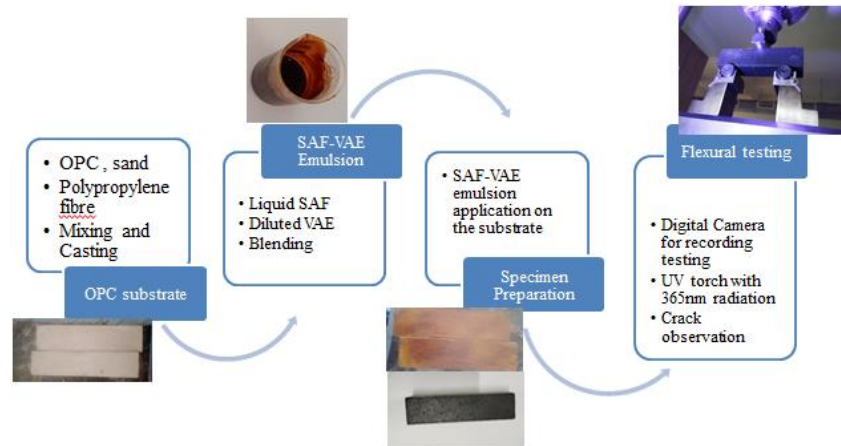 • OPC , sand
• Polypropylene
fibre
• Mixing and
Casting
OPC substrate
SAF-VAE
Emulsion
• Liquid SAF
• Diluted VAE
• Blending
• SAF-VAE
emulsion
application on
the substrate
Specimen
Preparation
Flexural testing
• Digital Camera
for recording
testing
• UV torch with
365nm radiation
• Crack
observation